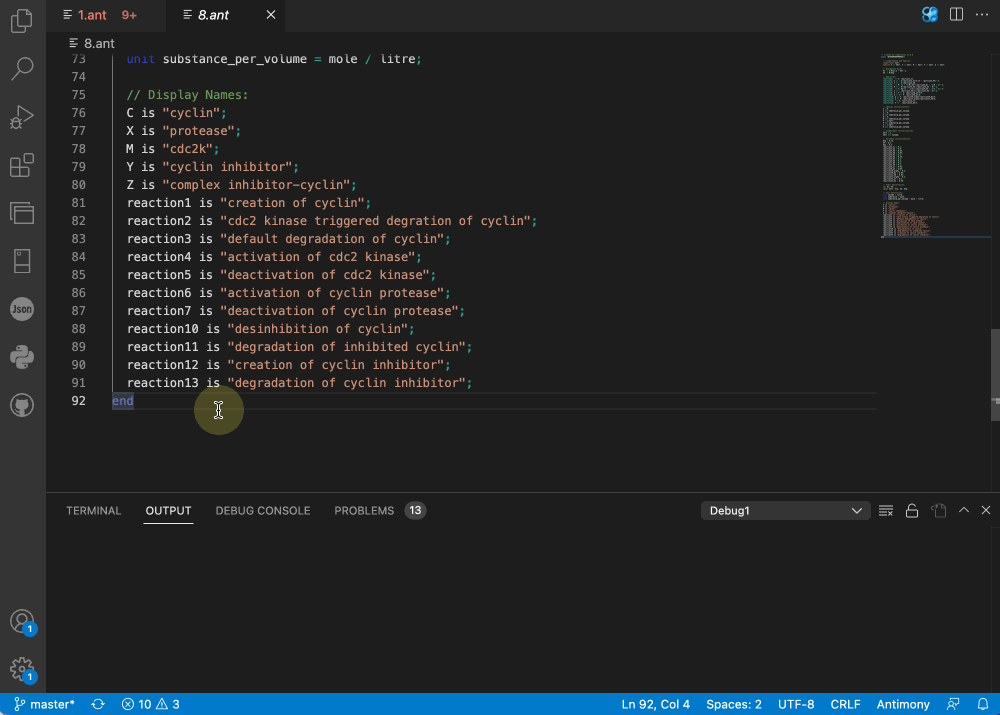 1.ant 9+ 8.ant
8.ant
73 unit substance_per_volume = mole / litre;
74
75 // Display Names:
76 C is "cyclin";
77 X is "protease";
78 M is "cdc2k";
79 Y is "cyclin inhibitor";
80 Z is "complex inhibitor-cyclin";
81 reaction1 is "creation of cyclin";
82 reaction2 is "cdc2 kinase triggered degration of cyclin";
83 reaction3 is "default degradation of cyclin";
84 reaction4 is "activation of cdc2 kinase";
85 reaction5 is "deactivation of cdc2 kinase";
86 reaction6 is "activation of cyclin protease";
87 reaction7 is "deactivation of cyclin protease";
88 reaction10 is "desinhibition of cyclin";
89 reaction11 is "degradation of inhibited cyclin";
90 reaction12 is "creation of cyclin inhibitor";
91 reaction13 is "degradation of cyclin inhibitor";
92 end
Json
TERMINAL OUTPUT DEBUG CONSOLE PROBLEMS 13 Debug1
1
1
master* 10 3 Ln 92, Col 4 Spaces: 2 UTF-8 CRLF Antimony